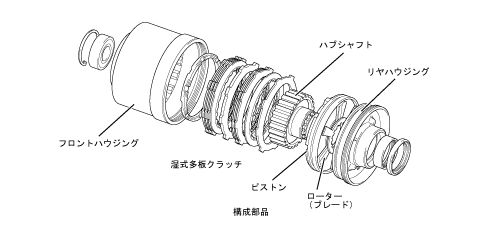 ハブシャフト
リヤハウジング
フロントハウジング
湿式多板クラッチ
ピストン
ローター
（ブレード）
構成部品